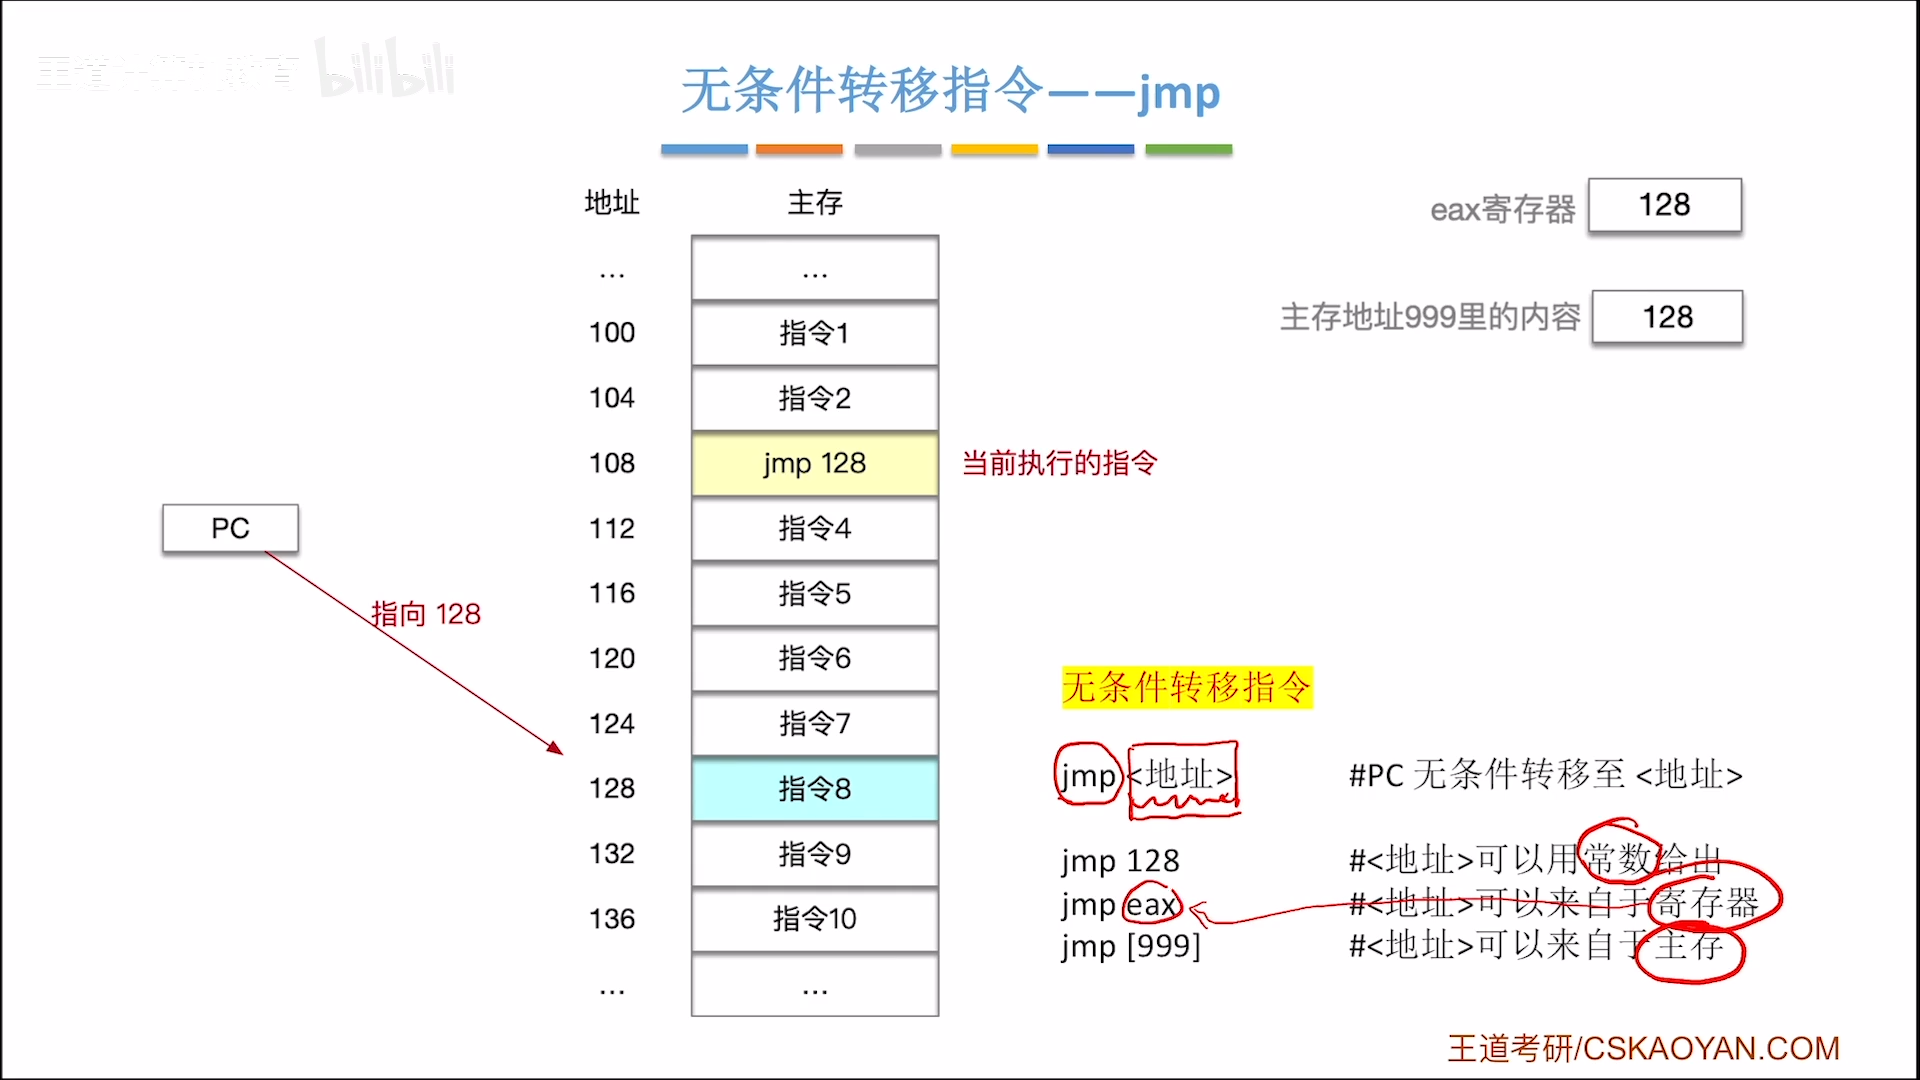 bilibili
无条件转移指令——jmp
地址 主存
... ...
100 指令1
104 指令2
108 jmp 128 当前执行的指令
112 指令4
116 指令5
120 指令6
124 指令7
128 指令8
132 指令9
136 指令10
... ...
PC
指向 128
eax寄存器 128
主存地址999里的内容 128
无条件转移指令
jmp <地址> #PC 无条件转移至 <地址>
jmp 128 #<地址>可以用常数给出
jmp eax #<地址>可以来自于寄存器
jmp [999] #<地址>可以来自于主存
王道考研/CSKAOYAN.COM